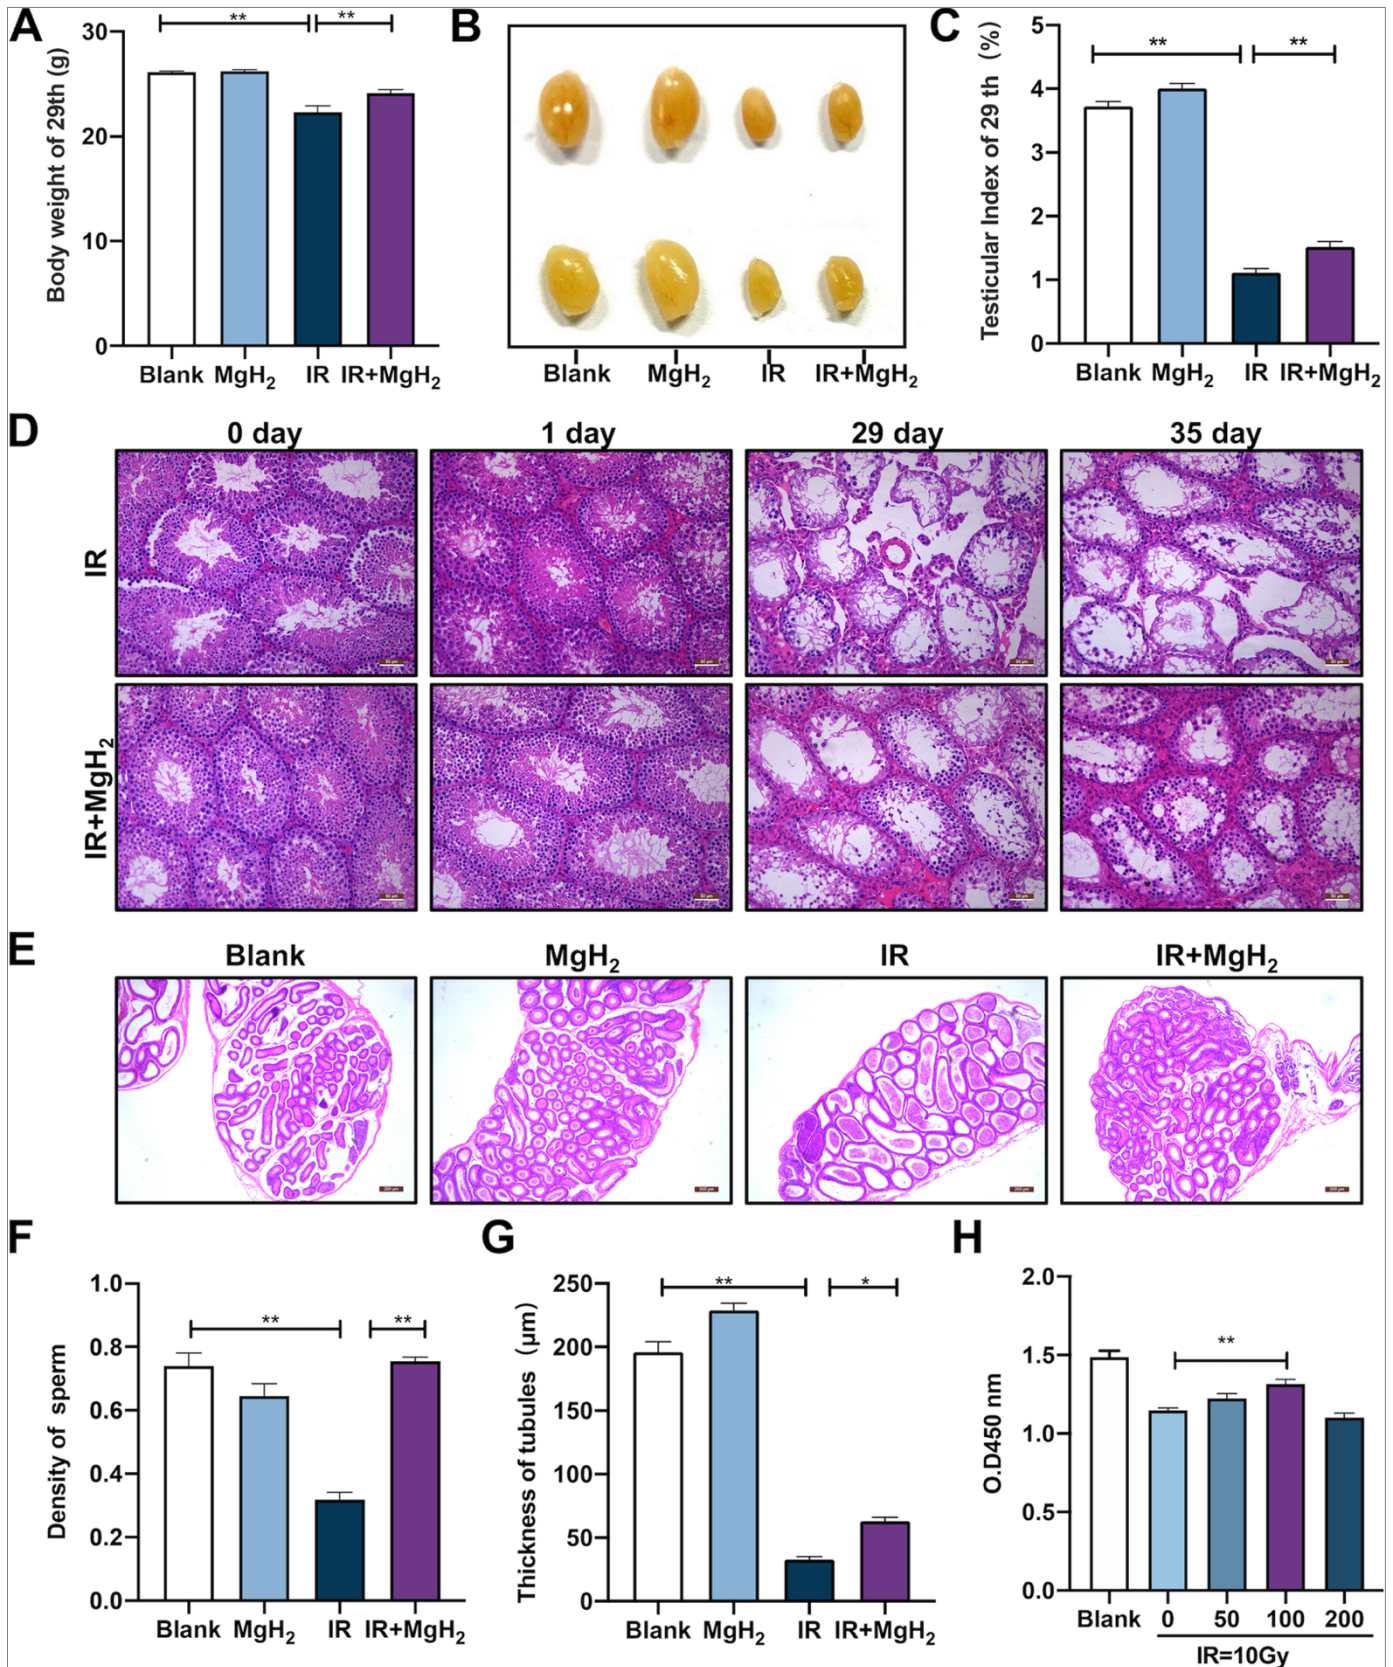 A
Body weight of 29th (g)
30
20
10
0
**
**
Blank MgH₂ IR IR+MgH₂
B
Blank MgH₂ IR IR+MgH₂
C
Testicular Index of 29 th (%)
5
4
3
2
1
0
**
**
Blank MgH₂ IR IR+MgH₂
D
0 day 1 day 29 day 35 day
IR
IR+MgH₂
E
Blank MgH₂ IR IR+MgH₂
F
Density of sperm
1.0
0.8
0.6
0.4
0.2
0.0
**
**
Blank MgH₂ IR IR+MgH₂
G
Thickness of tubules (μm)
250
200
150
100
50
0
**
*
Blank MgH₂ IR IR+MgH₂
H
O.D450 nm
2.0
1.5
1.0
0.5
0.0
**
Blank 0 50 100 200
IR=10Gy